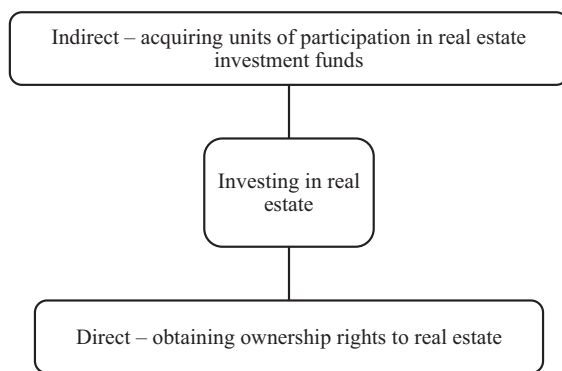 Indirect – acquiring units of participation in real estate
investment funds
Investing in real
estate
Direct – obtaining ownership rights to real estate